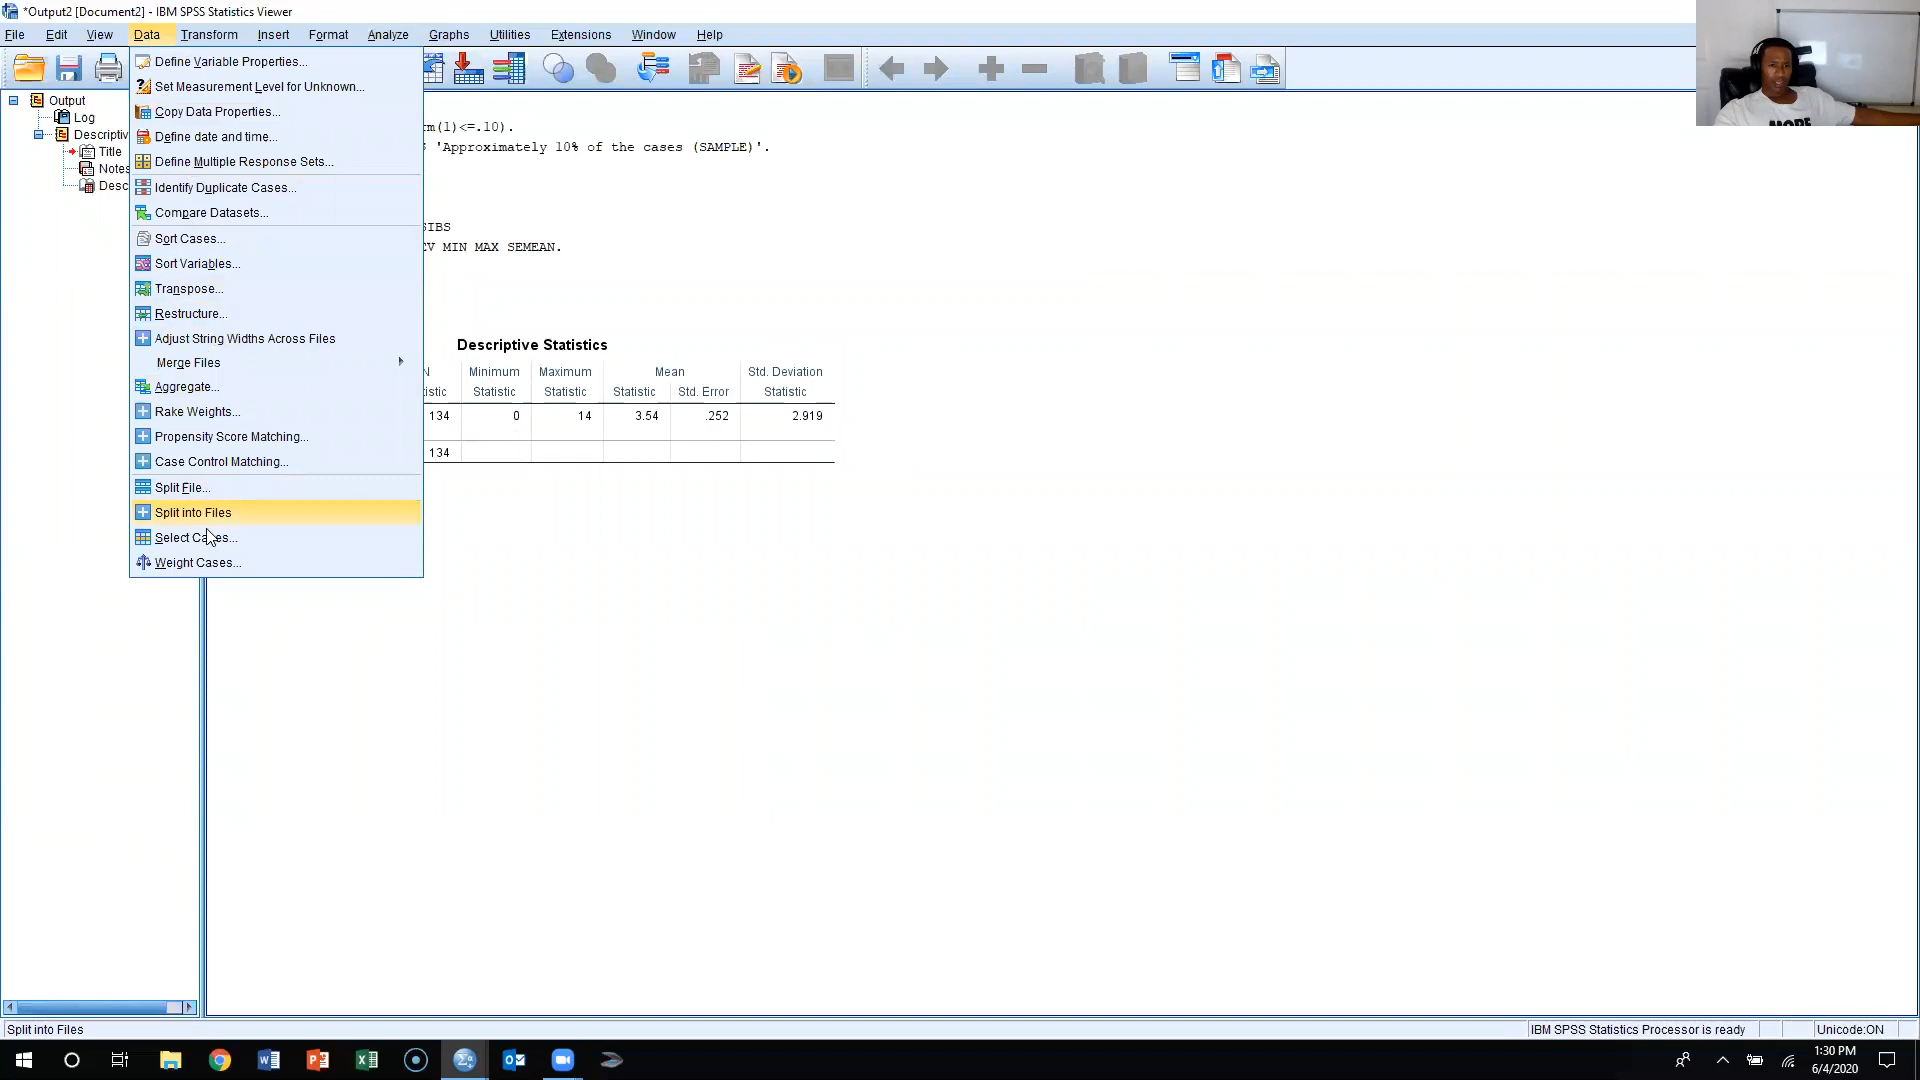 *Output2 [Document2] - IBM SPSS Statistics Viewer
File Edit View Data Transform Insert Format Analyze Graphs Utilities Extensions Window Help
Define Variable Properties...
Set Measurement Level for Unknown...
Copy Data Properties...
Define date and time...
Define Multiple Response Sets...
Identify Duplicate Cases...
Compare Datasets...
Sort Cases...
Sort Variables...
Transpose...
Restructure...
Adjust String Widths Across Files
Merge Files
Aggregate...
Rake Weights...
Propensity Score Matching...
Case Control Matching...
Split File...
Split into Files
Select Cases...
Weight Cases...
Output
Log
Descriptiv
Title
Notes
Desc
rm(1)<=.10).
'Approximately 10% of the cases (SAMPLE)'.
SIBS
EV MIN MAX SEMEAN.
Descriptive Statistics
N Minimum Maximum Mean Std. Deviation
tistic Statistic Statistic Statistic Std. Error Statistic
134 0 14 3.54 .252 2.919
134
MORE
Split into Files
IBM SPSS Statistics Processor is ready
Unicode:ON
1:30 PM
6/4/2020